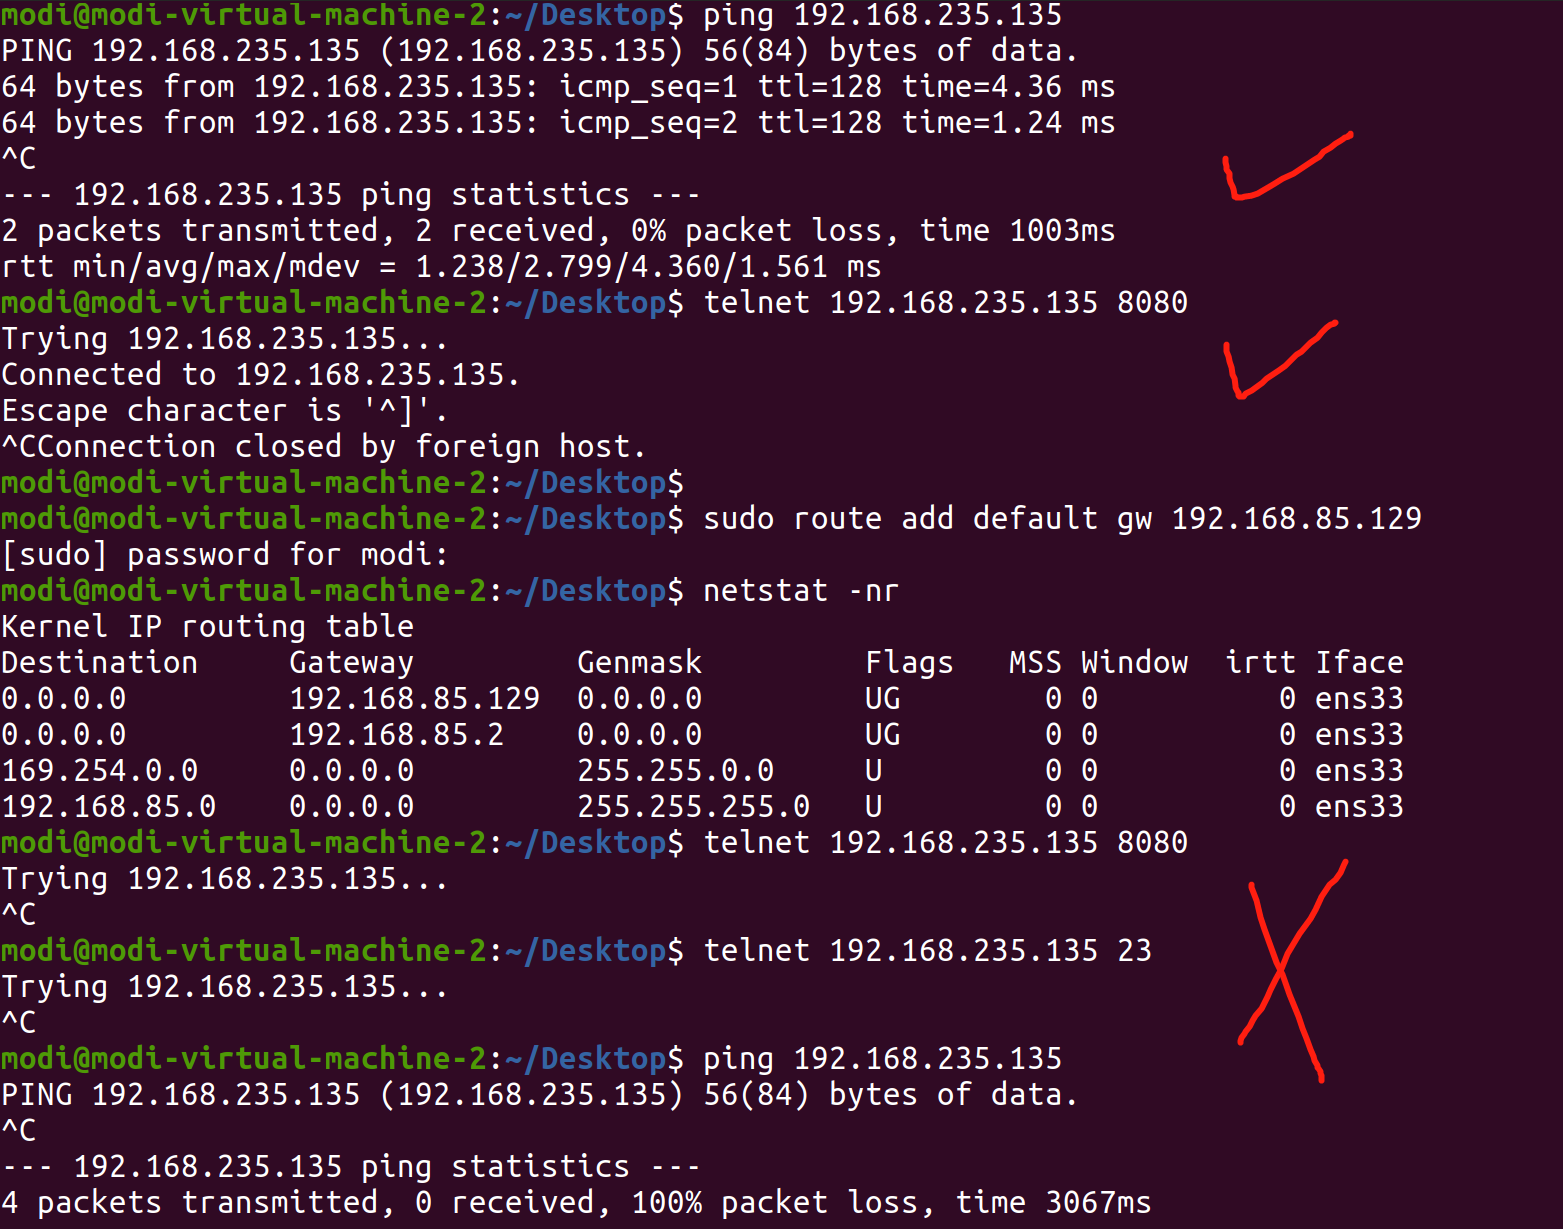 modi@modi-virtual-machine-2:~/Desktop$ ping 192.168.235.135
PING 192.168.235.135 (192.168.235.135) 56(84) bytes of data.
64 bytes from 192.168.235.135: icmp_seq=1 ttl=128 time=4.36 ms
64 bytes from 192.168.235.135: icmp_seq=2 ttl=128 time=1.24 ms
^C
--- 192.168.235.135 ping statistics ---
2 packets transmitted, 2 received, 0% packet loss, time 1003ms
rtt min/avg/max/mdev = 1.238/2.799/4.360/1.561 ms
modi@modi-virtual-machine-2:~/Desktop$ telnet 192.168.235.135 8080
Trying 192.168.235.135...
Connected to 192.168.235.135.
Escape character is '^]'.
^CConnection closed by foreign host.
modi@modi-virtual-machine-2:~/Desktop$
modi@modi-virtual-machine-2:~/Desktop$ sudo route add default gw 192.168.85.129
[sudo] password for modi:
modi@modi-virtual-machine-2:~/Desktop$ netstat -nr
Kernel IP routing table
Destination     Gateway         Genmask         Flags   MSS Window  irtt Iface
0.0.0.0         192.168.85.129  0.0.0.0         UG        0 0          0 ens33
0.0.0.0         192.168.85.2    0.0.0.0         UG        0 0          0 ens33
169.254.0.0     0.0.0.0         255.255.0.0     U         0 0          0 ens33
192.168.85.0    0.0.0.0         255.255.255.0   U         0 0          0 ens33
modi@modi-virtual-machine-2:~/Desktop$ telnet 192.168.235.135 8080
Trying 192.168.235.135...
^C
modi@modi-virtual-machine-2:~/Desktop$ telnet 192.168.235.135 23
Trying 192.168.235.135...
^C
modi@modi-virtual-machine-2:~/Desktop$ ping 192.168.235.135
PING 192.168.235.135 (192.168.235.135) 56(84) bytes of data.
^C
--- 192.168.235.135 ping statistics ---
4 packets transmitted, 0 received, 100% packet loss, time 3067ms